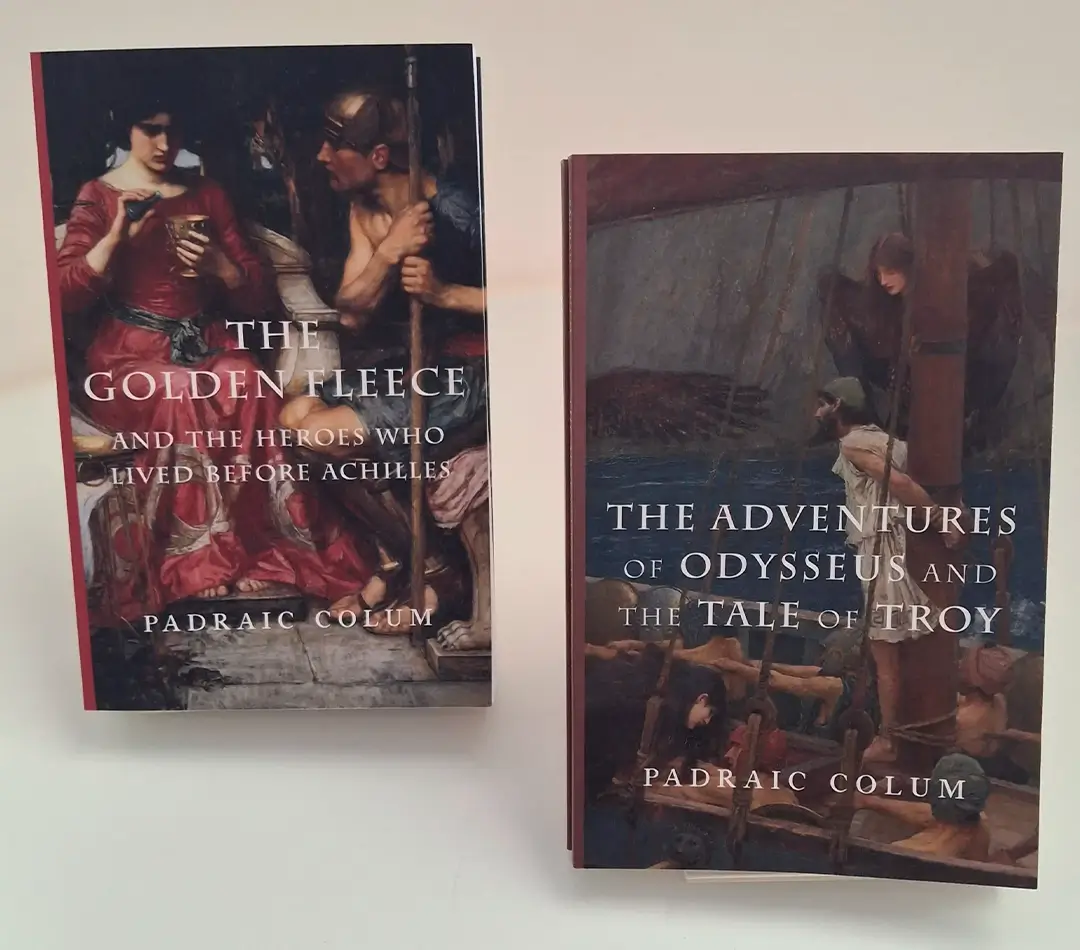 THE
GOLDEN FLEECE
AND THE HEROES WHO
LIVED BEFORE ACHILLES
PADRAIC COLUM
THE ADVENTURES
OF ODYSSEUS AND
THE TALE OF TROY
PADRAIC COLUM